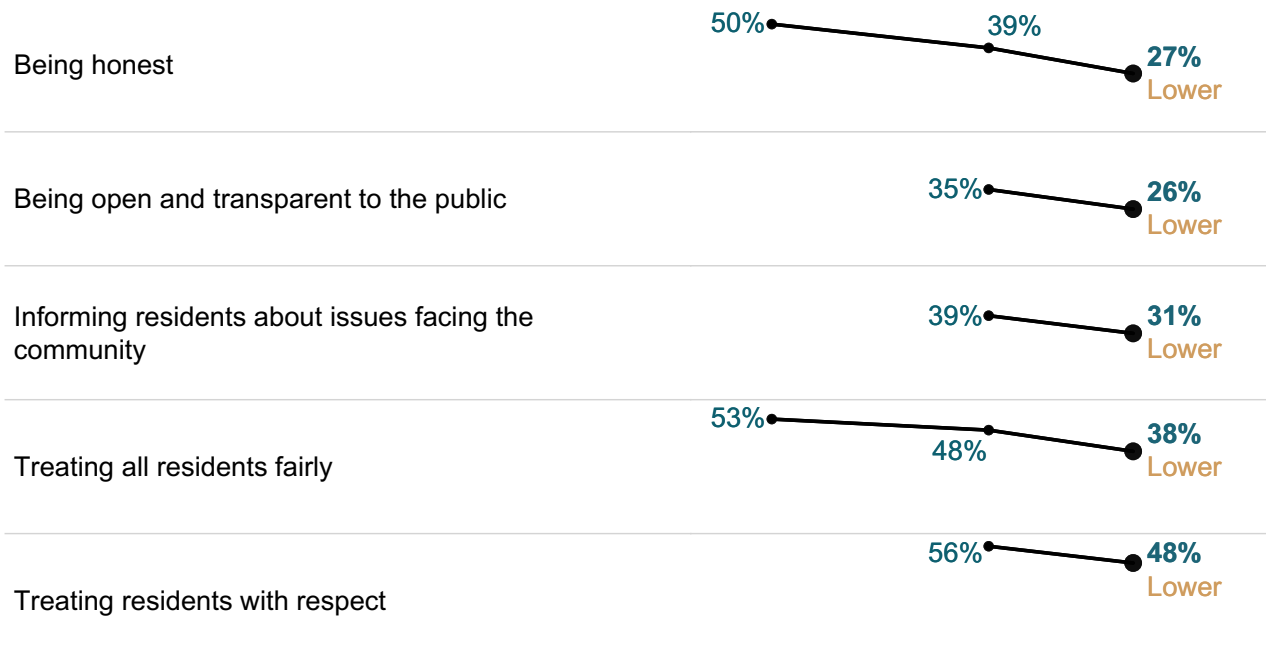 50%
39%
Being honest
27%
Lower
Being open and transparent to the public
35%
26%
Lower
Informing residents about issues facing the
community
39%
31%
Lower
53%
48%
Treating all residents fairly
38%
Lower
56%
48%
Lower
Treating residents with respect